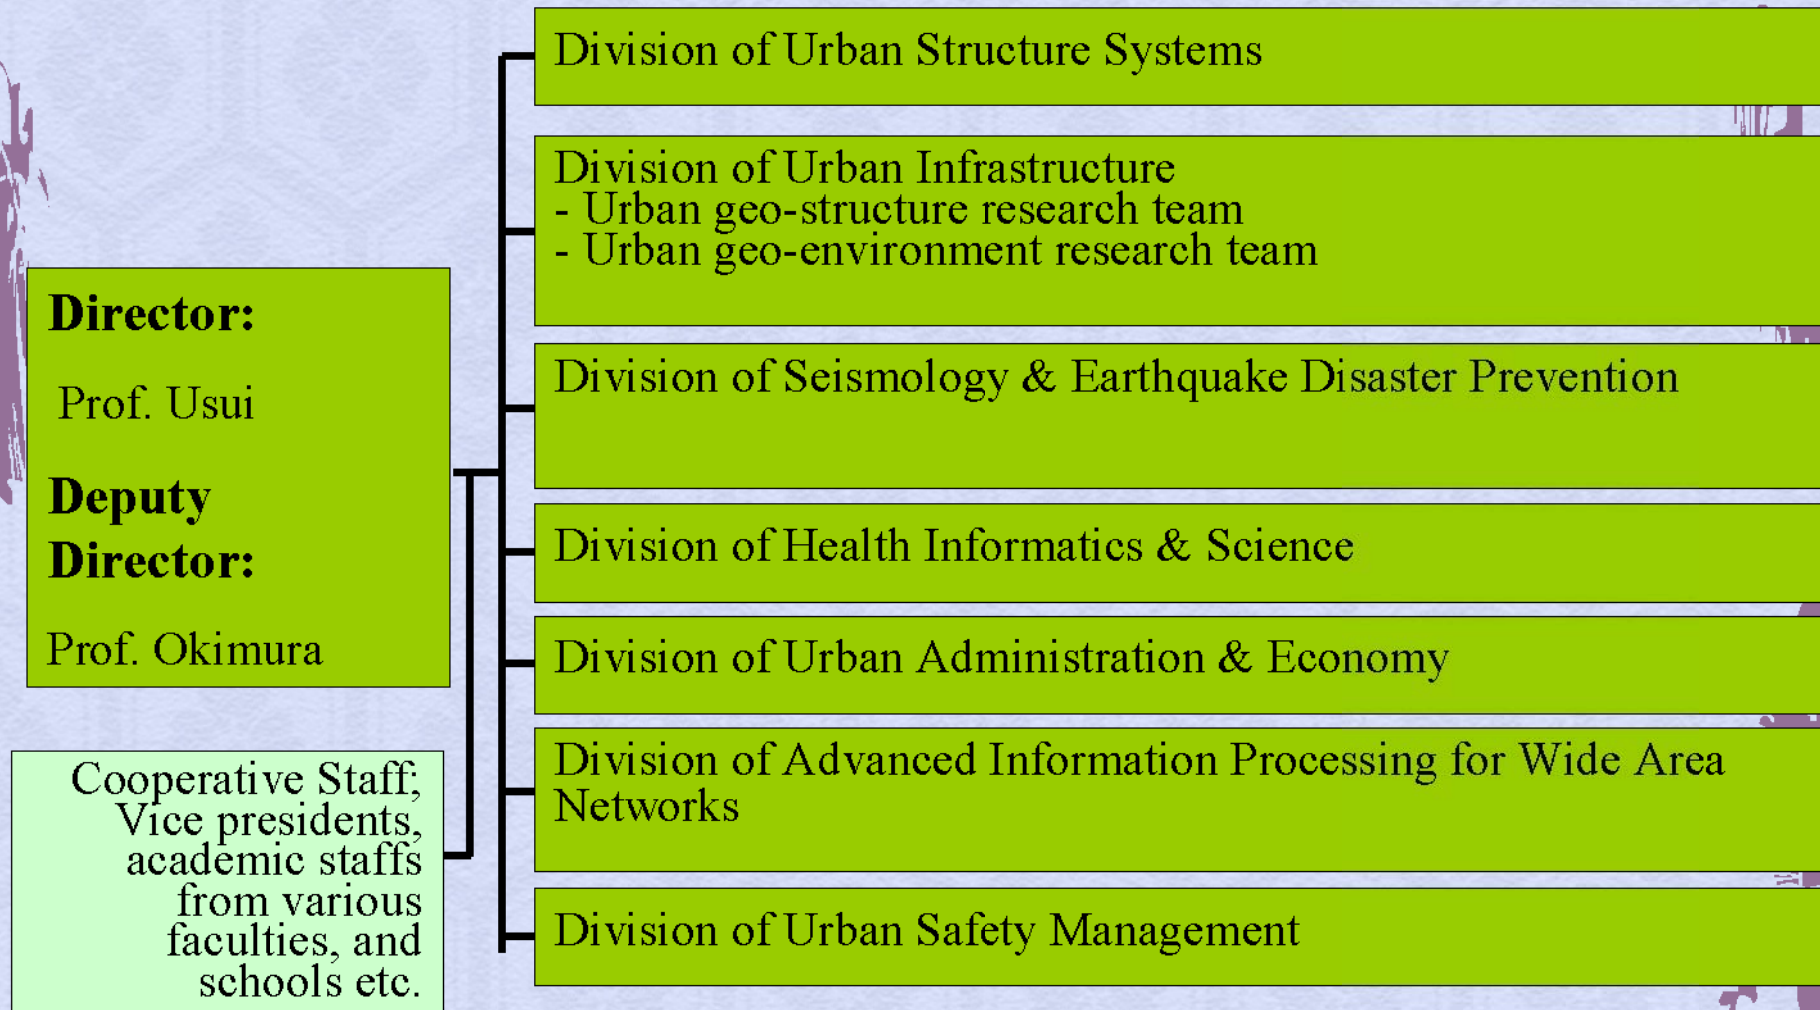 Director:
Prof. Usui
Deputy
Director:
Prof. Okimura
Cooperative Staff;
Vice presidents,
academic staffs
from various
faculties, and
schools etc.
Division of Urban Structure Systems
Division of Urban Infrastructure
- Urban geo-structure research team
- Urban geo-environment research team
Division of Seismology & Earthquake Disaster Prevention
Division of Health Informatics & Science
Division of Urban Administration & Economy
Division of Advanced Information Processing for Wide Area
Networks
Division of Urban Safety Management